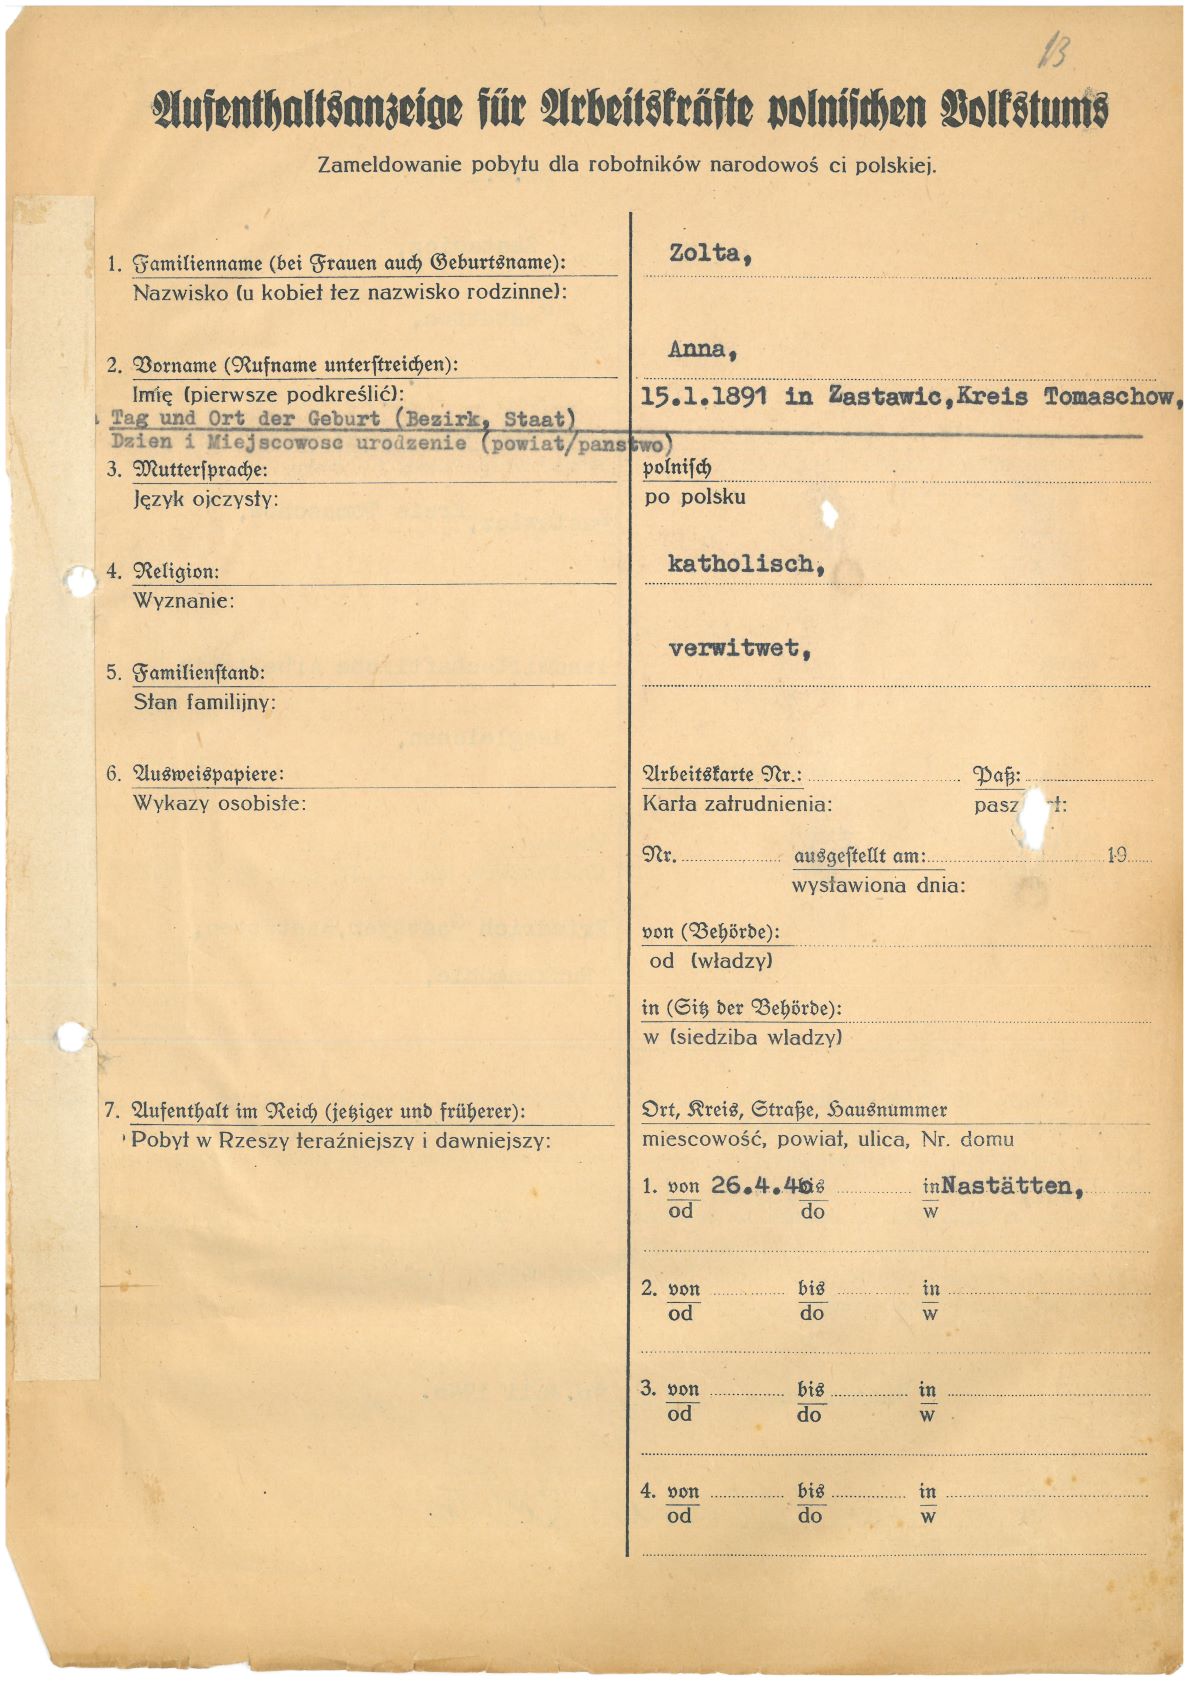 13
Aufenthaltsanzeige für Arbeitskräfte polnischen Volkstums
Zameldowanie pobytu dla robotników narodowoś ci polskiej.
1. Familienname (bei Frauen auch Geburtsname):
Zolta,
Nazwisko (u kobiet tez nazwisko rodzinne):
2. Vorname (Rufname unterstreichen):
Anna,
Imię (pierwsze podkreślić):
15.1.1891 in Zastawic,Kreis Tomaschow,
Tag und Ort der Geburt (Bezirk, Staat)
Dzien i Miejscowosc urodzenie (powiat/panstwo)
3. Muttersprache:
polnisch
Język ojczysty:
po polsku
4. Religion:
katholisch,
Wyznanie:
5. Familienstand:
verwitwet,
Stan familijny:
6. Ausweispapiere:
Arbeitskarte Nr.: Paß:
Wykazy osobiste:
Karta zatrudnienia:
Nr. ausgestellt am: 19
wystawiona dnia:
von (Behörde):
od (władzy)
in (Sitz der Behörde):
w (siedziba wladzy)
7. Aufenthalt im Reich (jetziger und früherer):
Ort, Kreis, Straße, Hausnummer
Pobyt w Rzeszy teraźniejszy i dawniejszy:
miescowość, powiat, ulica, Nr. domu
1. von 26.4.40 bis in Nastätten,
od do w
2. von bis in
od do w
3. von bis in
od do w
4. von bis in
od do w